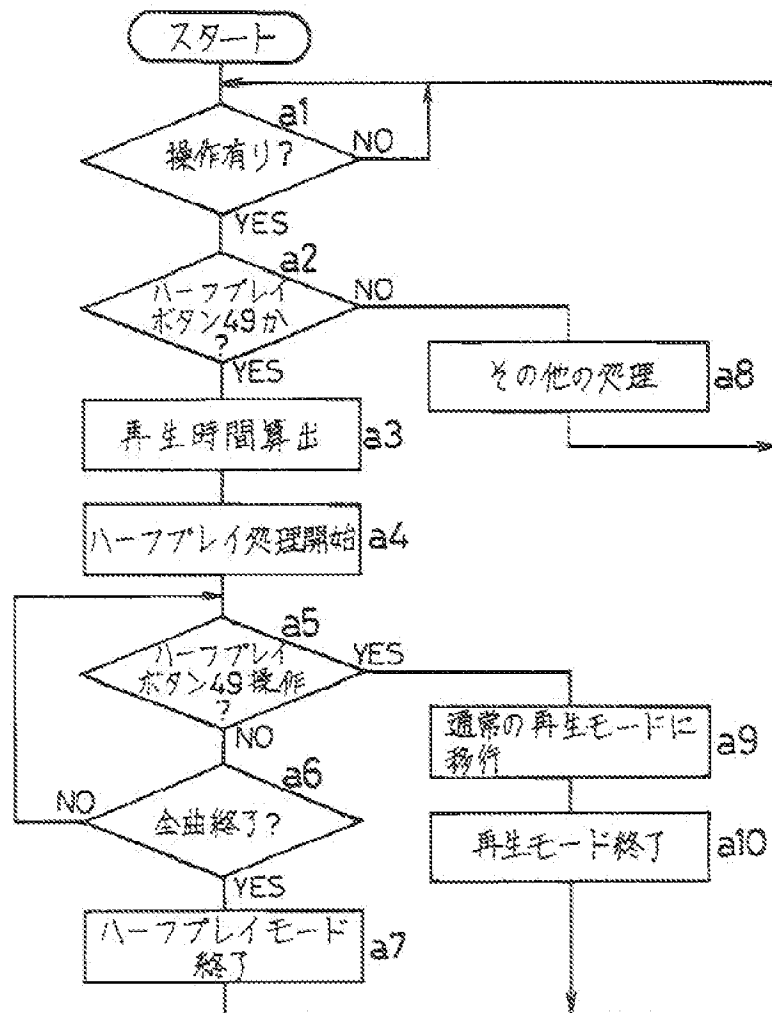 スタート
a1
操作有り?
NO
YES
a2
ハーフプレイ
ボタン49か
?
NO
YES
その他の処理
a8
再生時間算出
a3
ハーフプレイ処理開始
a4
a5
ハーフプレイ
ボタン49操作
?
YES
NO
通常の再生モードに
移行
a9
a6
全曲終了?
NO
YES
再生モード終了
a10
ハーフプレイモード
終了
a7